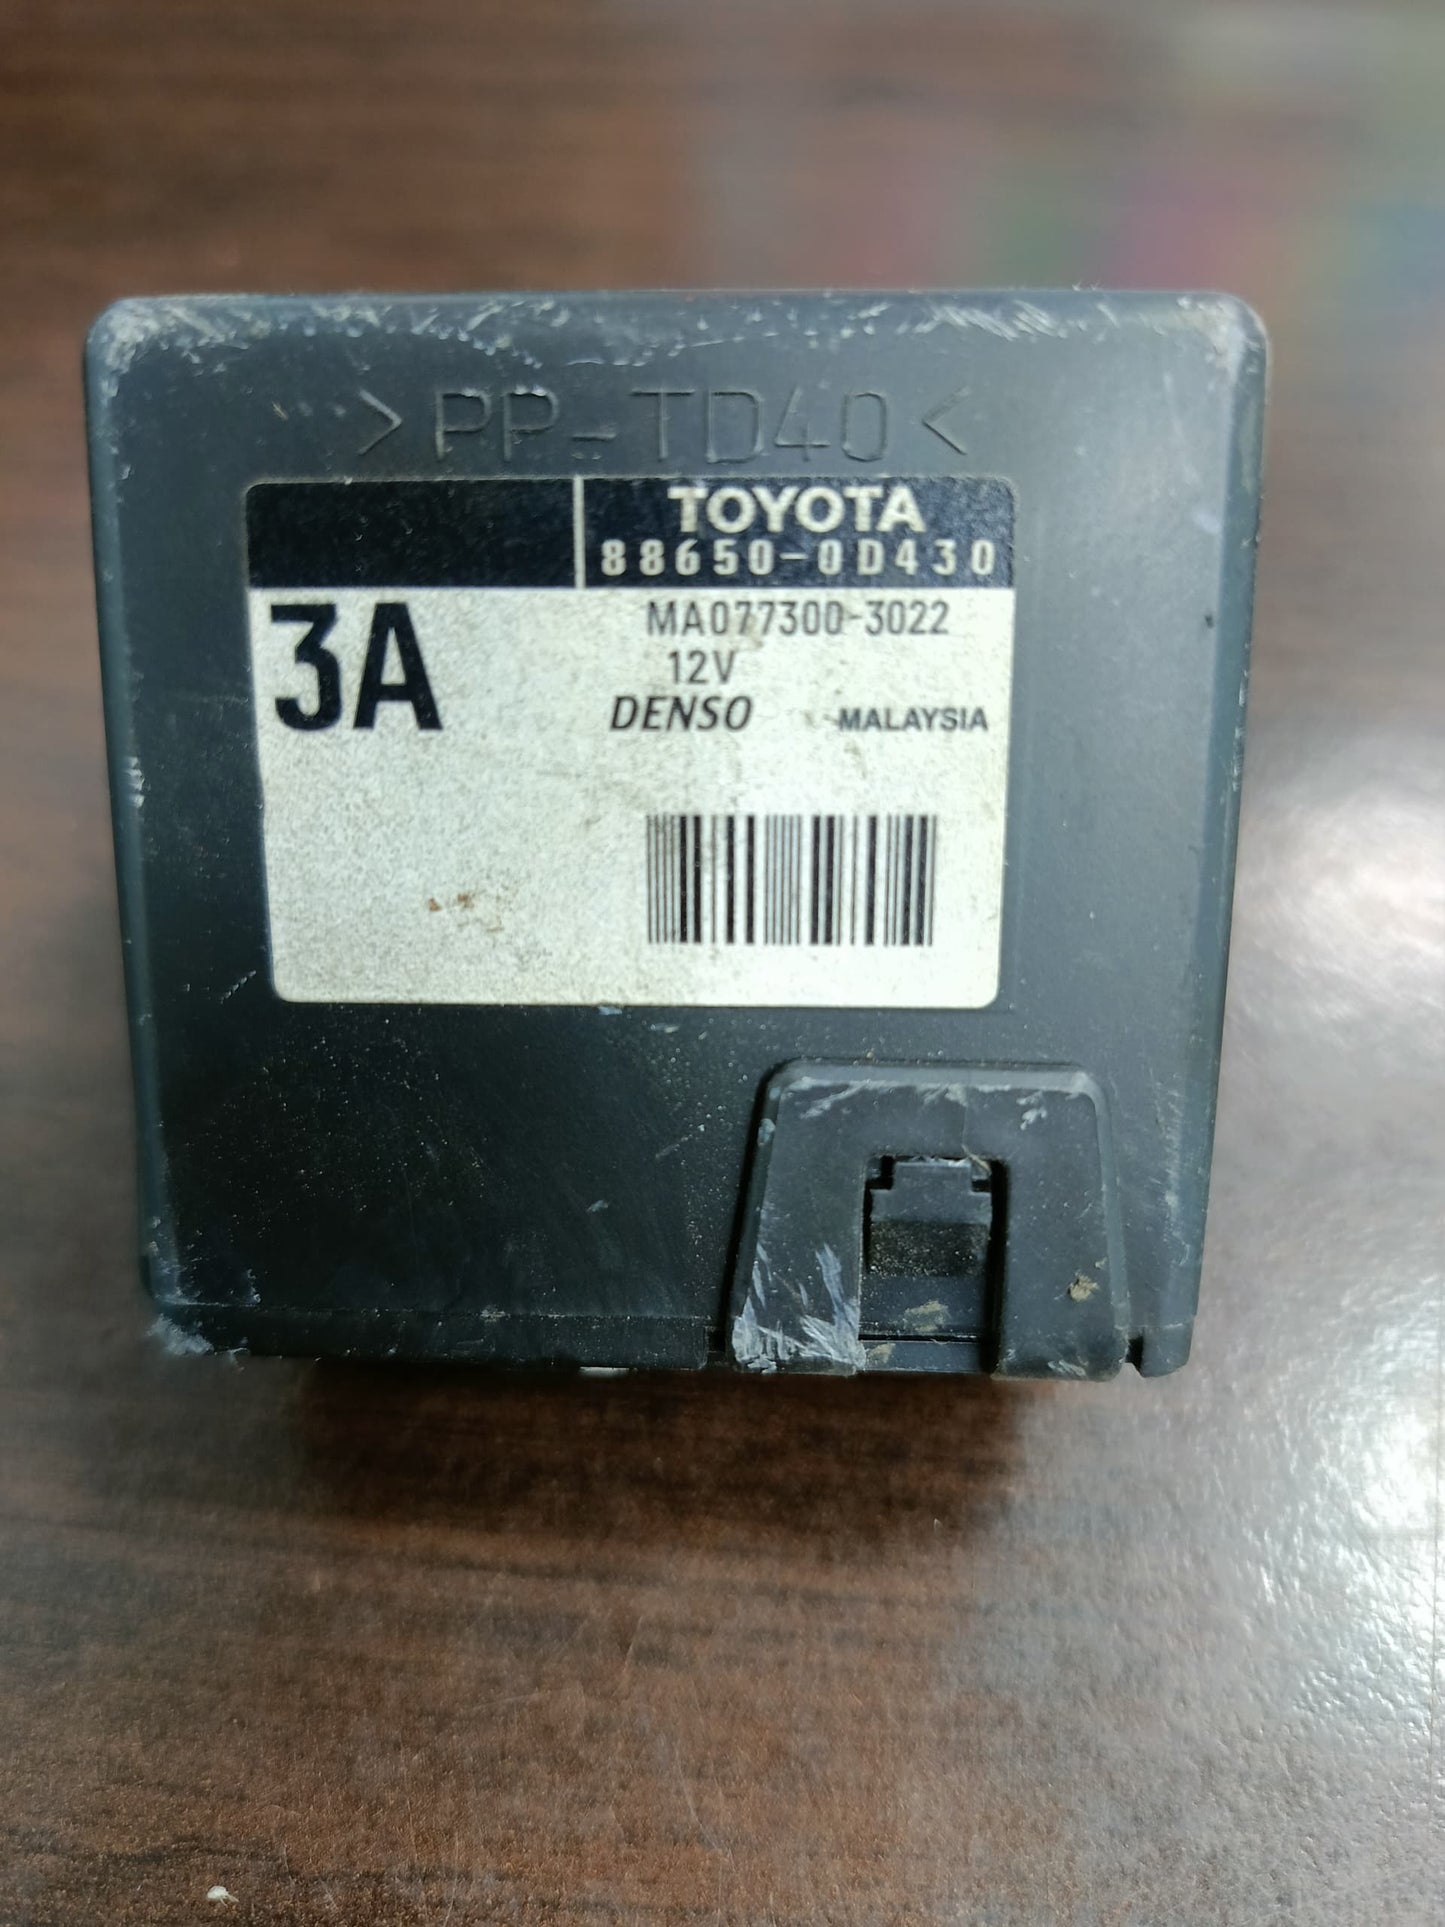 >PP-TD40<
TOYOTA
88650-0D430
3A
MA077300-3022
12V
DENSO MALAYSIA